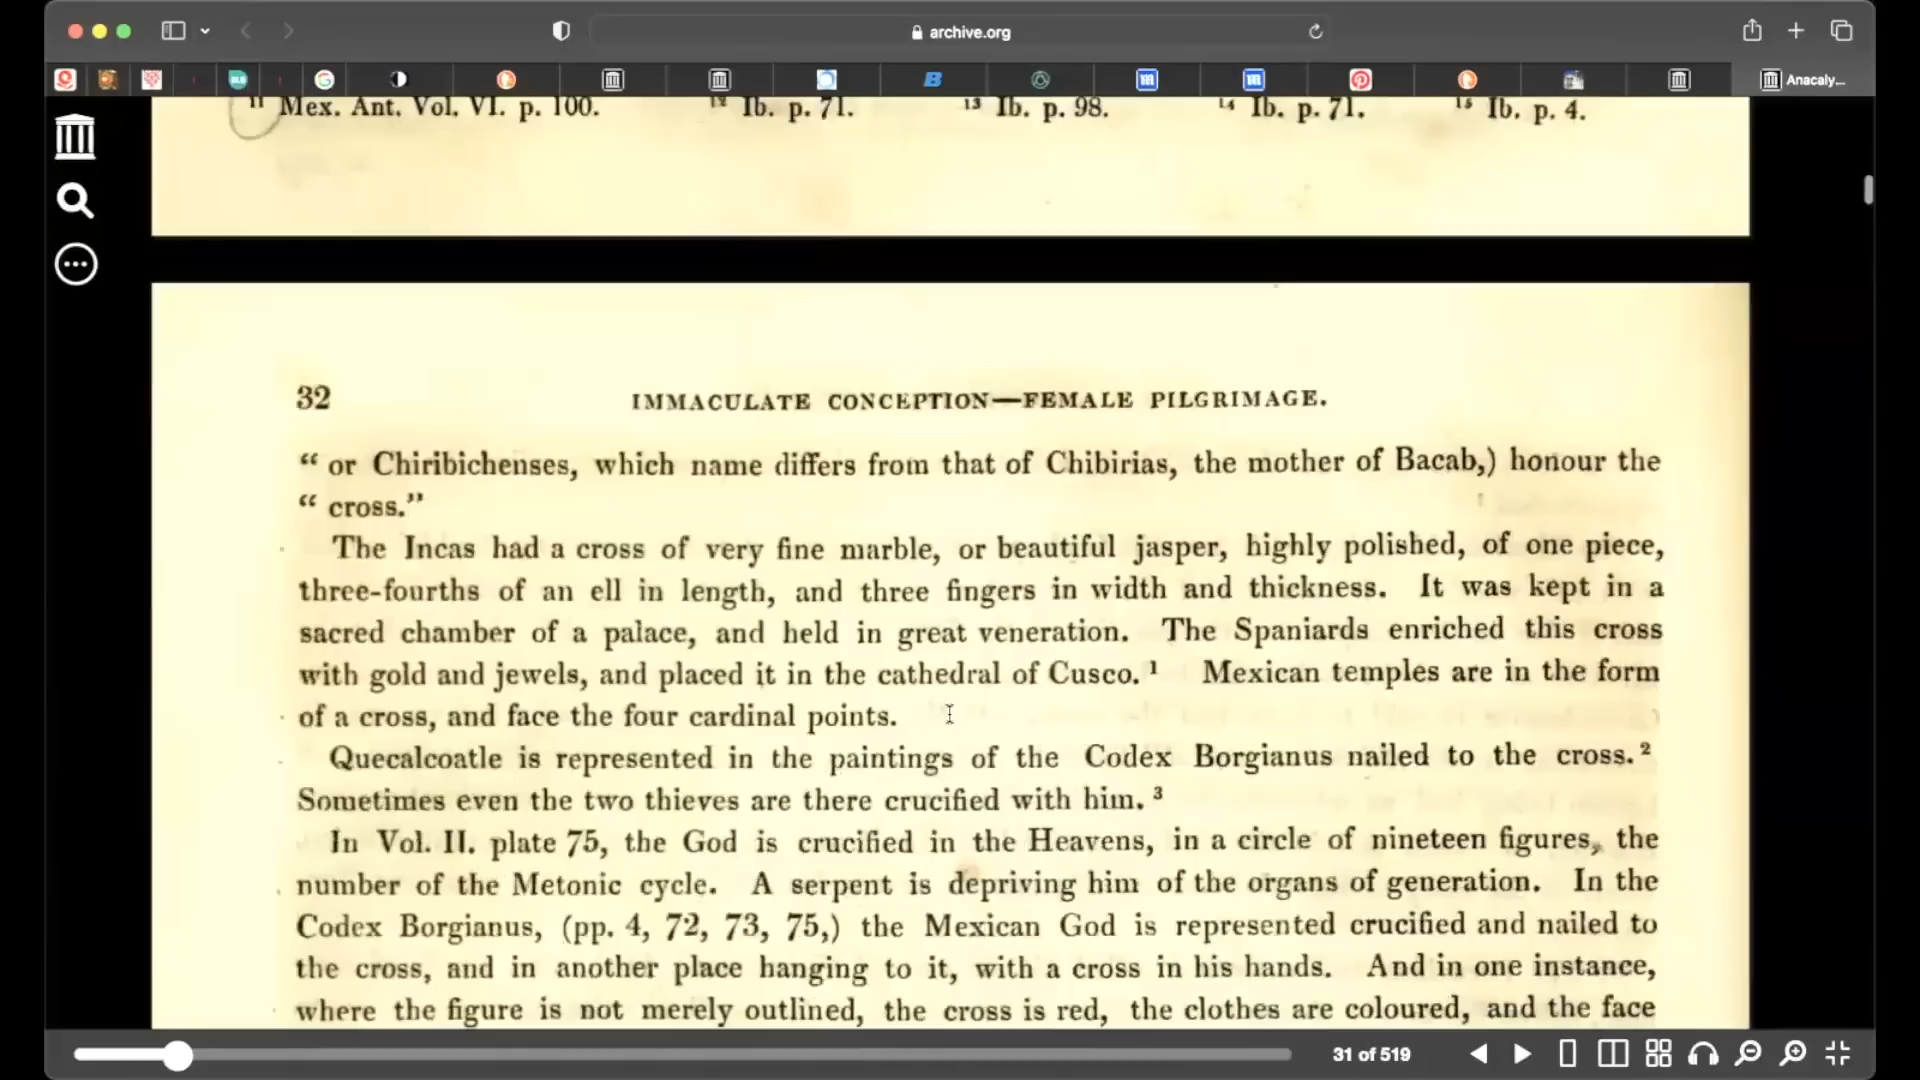 archive.org
Anacaly...
11 Mex. Ant. Vol. VI. p. 100. 12 Ib. p. 71. 13 Ib. p. 98. 14 Ib. p. 71. 15 Ib. p. 4.
32 IMMACULATE CONCEPTION—FEMALE PILGRIMAGE.
“ or Chiribichenses, which name differs from that of Chibirias, the mother of Bacab,) honour the
“ cross.”
The Incas had a cross of very fine marble, or beautiful jasper, highly polished, of one piece,
three-fourths of an ell in length, and three fingers in width and thickness. It was kept in a
sacred chamber of a palace, and held in great veneration. The Spaniards enriched this cross
with gold and jewels, and placed it in the cathedral of Cusco.¹ Mexican temples are in the form
of a cross, and face the four cardinal points.
Quecalcoatle is represented in the paintings of the Codex Borgianus nailed to the cross.²
Sometimes even the two thieves are there crucified with him.³
In Vol. II. plate 75, the God is crucified in the Heavens, in a circle of nineteen figures, the
number of the Metonic cycle. A serpent is depriving him of the organs of generation. In the
Codex Borgianus, (pp. 4, 72, 73, 75,) the Mexican God is represented crucified and nailed to
the cross, and in another place hanging to it, with a cross in his hands. And in one instance,
where the figure is not merely outlined, the cross is red, the clothes are coloured, and the face
31 of 519